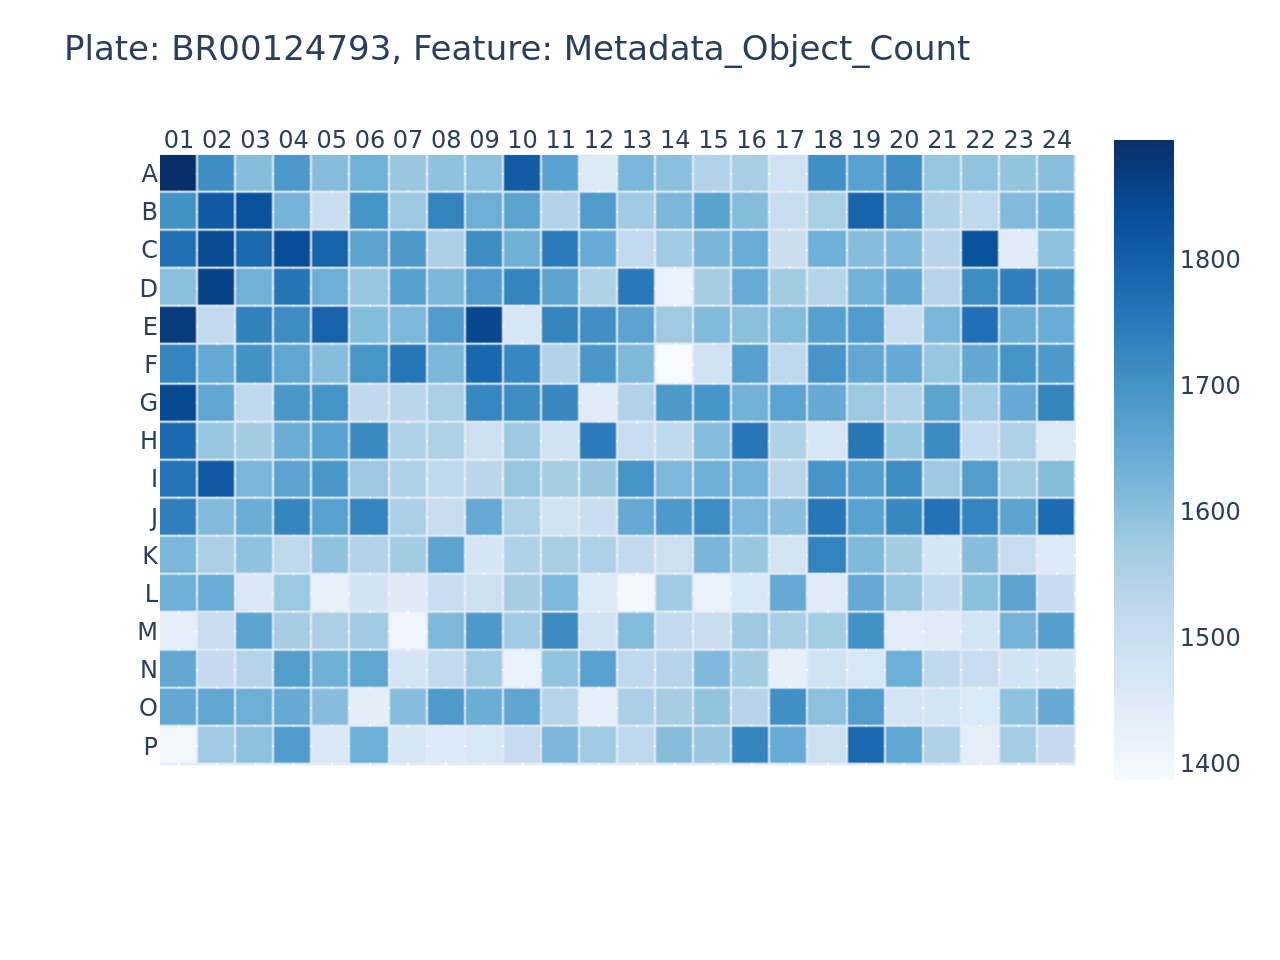 Plate: BR00124793, Feature: Metadata_Object_Count
01 02 03 04 05 06 07 08 09 10 11 12 13 14 15 16 17 18 19 20 21 22 23 24
A
B
C
D
E
F
G
H
I
J
K
L
M
N
O
P
1800
1700
1600
1500
1400